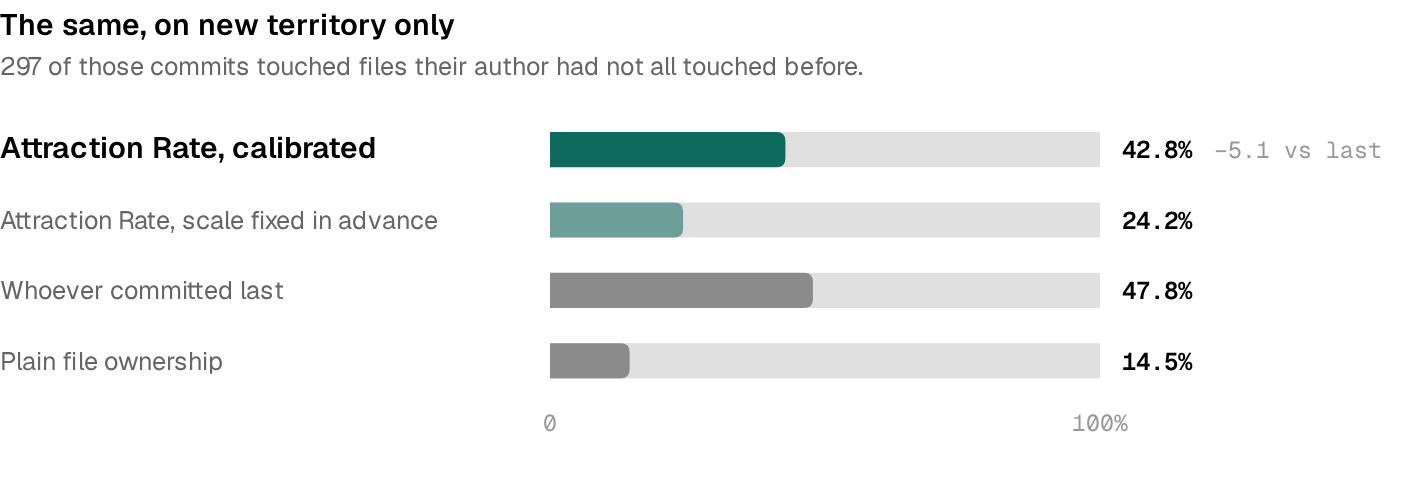 The same, on new territory only
297 of those commits touched files their author had not all touched before.
Attraction Rate, calibrated 42.8% −5.1 vs last
Attraction Rate, scale fixed in advance 24.2%
Whoever committed last 47.8%
Plain file ownership 14.5%
0 100%